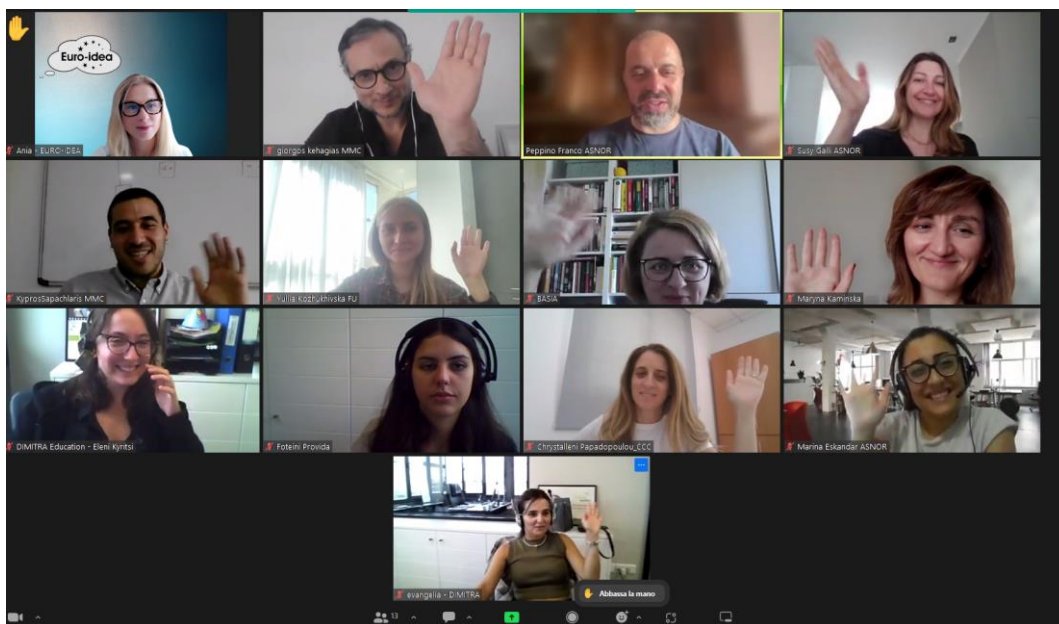 Euro-idea
Ania - EURO-IDEA
giorgos kehagias MMC
Peppino Franco ASNOR
Susy Galli ASNOR
KyprosSapachlaris MMC
Yuliia Kozhukhivska FU
BASIA
Maryna Kaminska
DIMITRA Education - Eleni Kyritsi
Foteini Provida
Chrystalleni Papadopoulou_CCC
Marina Eskandar ASNOR
evangelia - DIMITRA
Abbassa la mano
13